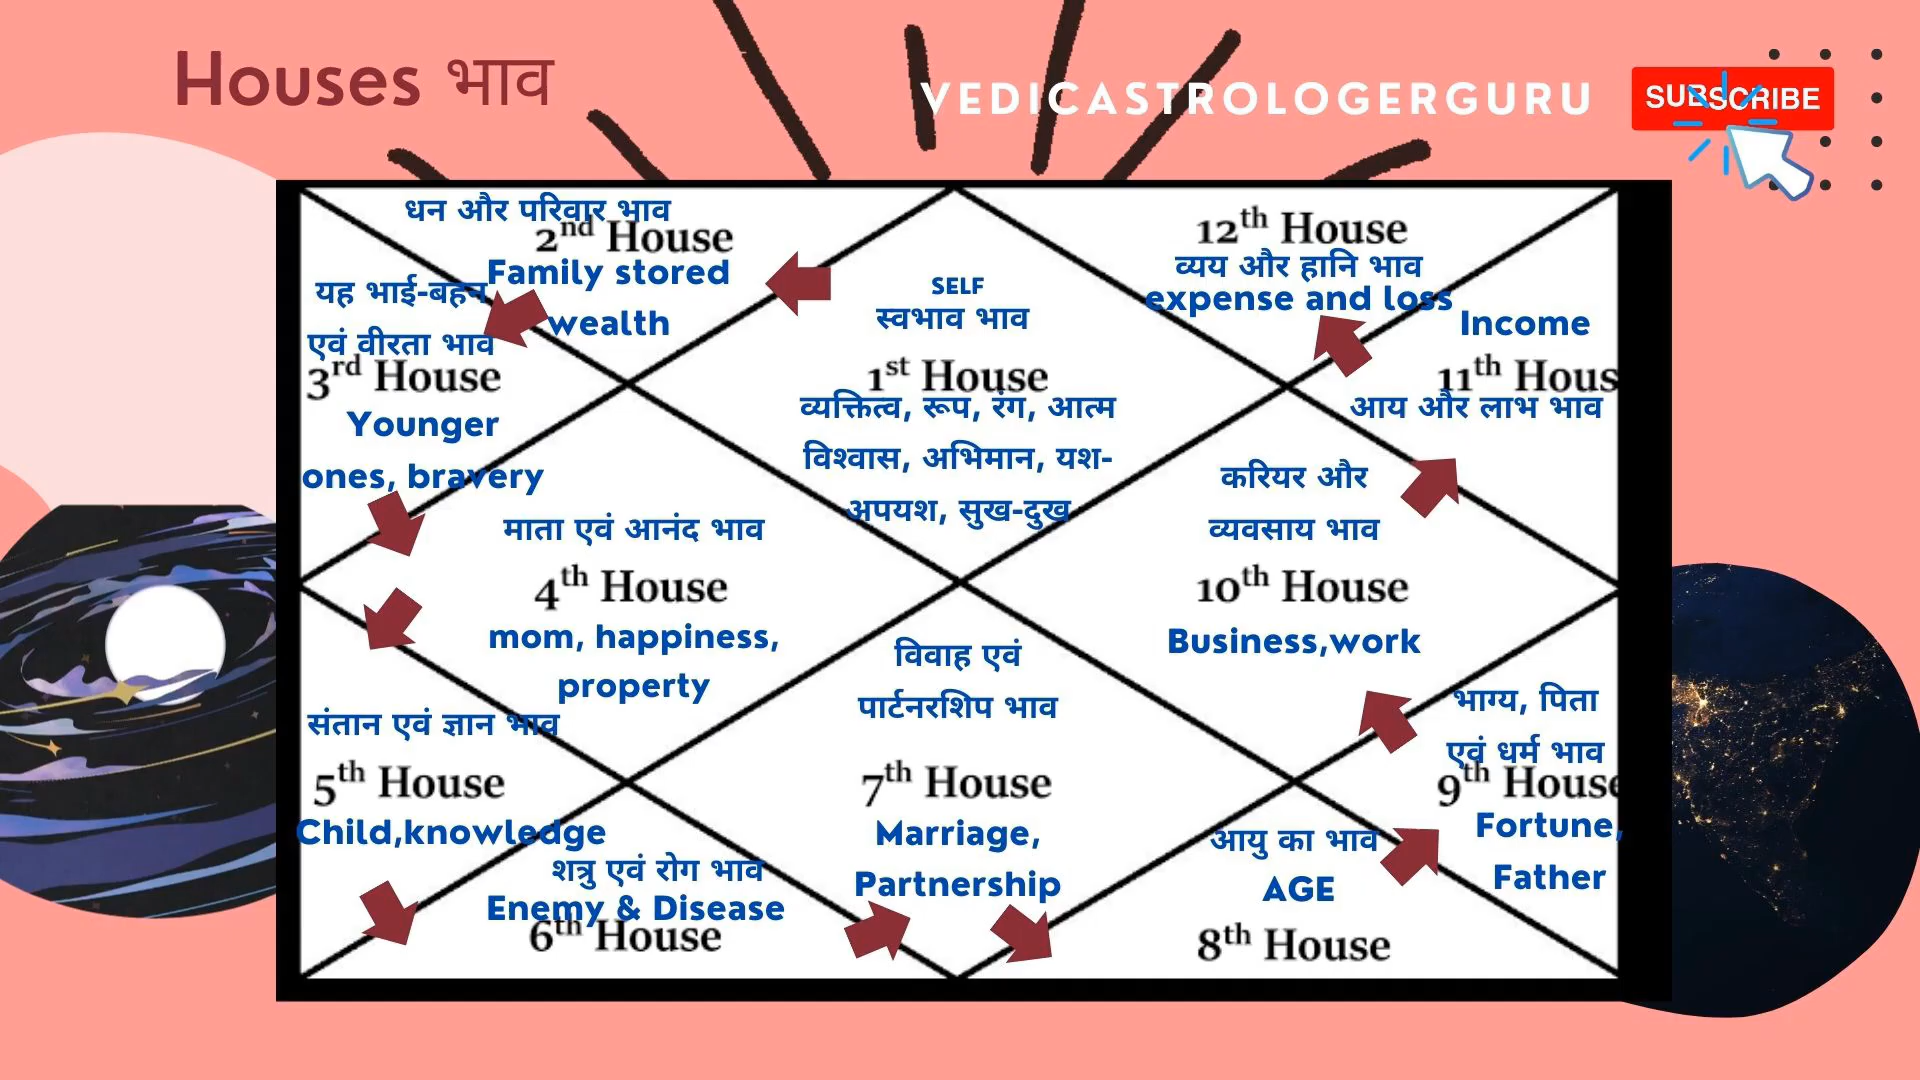 Houses भाव
VEDICASTROLOGERGURU
SUBSCRIBE
धन और परिवार भाव
2nd House
Family stored
wealth
12th House
व्यय और हानि भाव
expense and loss
SELF
स्वभाव भाव
1st House
व्यक्तित्व, रूप, रंग, आत्म
विश्वास, अभिमान, यश-
अपयश, सुख-दुख
यह भाई-बहन
एवं वीरता भाव
3rd House
Younger
ones, bravery
Income
11th Hous
आय और लाभ भाव
माता एवं आनंद भाव
4th House
mom, happiness,
property
करियर और
व्यवसाय भाव
10th House
Business,work
संतान एवं ज्ञान भाव
5th House
Child,knowledge
विवाह एवं
पार्टनरशिप भाव
7th House
Marriage,
Partnership
भाग्य, पिता
एवं धर्म भाव
9th House
Fortune,
Father
शत्रु एवं रोग भाव
Enemy & Disease
6th House
आयु का भाव
AGE
8th House